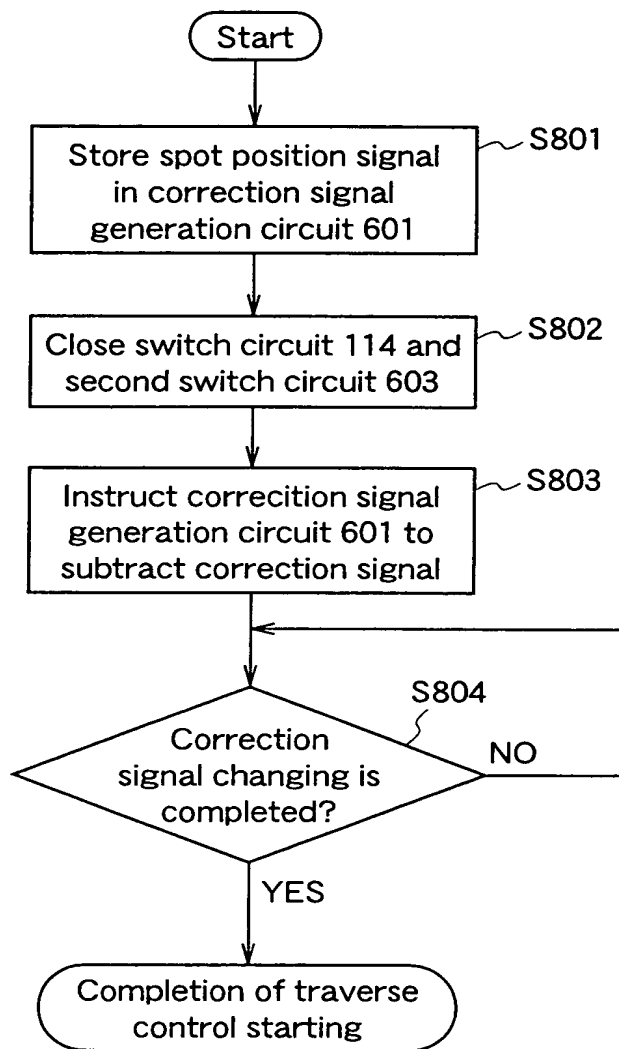 Start
Store spot position signal
in correction signal
generation circuit 601
S801
Close switch circuit 114 and
second switch circuit 603
S802
Instruct correcition signal
generation circuit 601 to
subtract correction signal
S803
S804
Correction
signal changing is
completed?
NO
YES
Completion of traverse
control starting